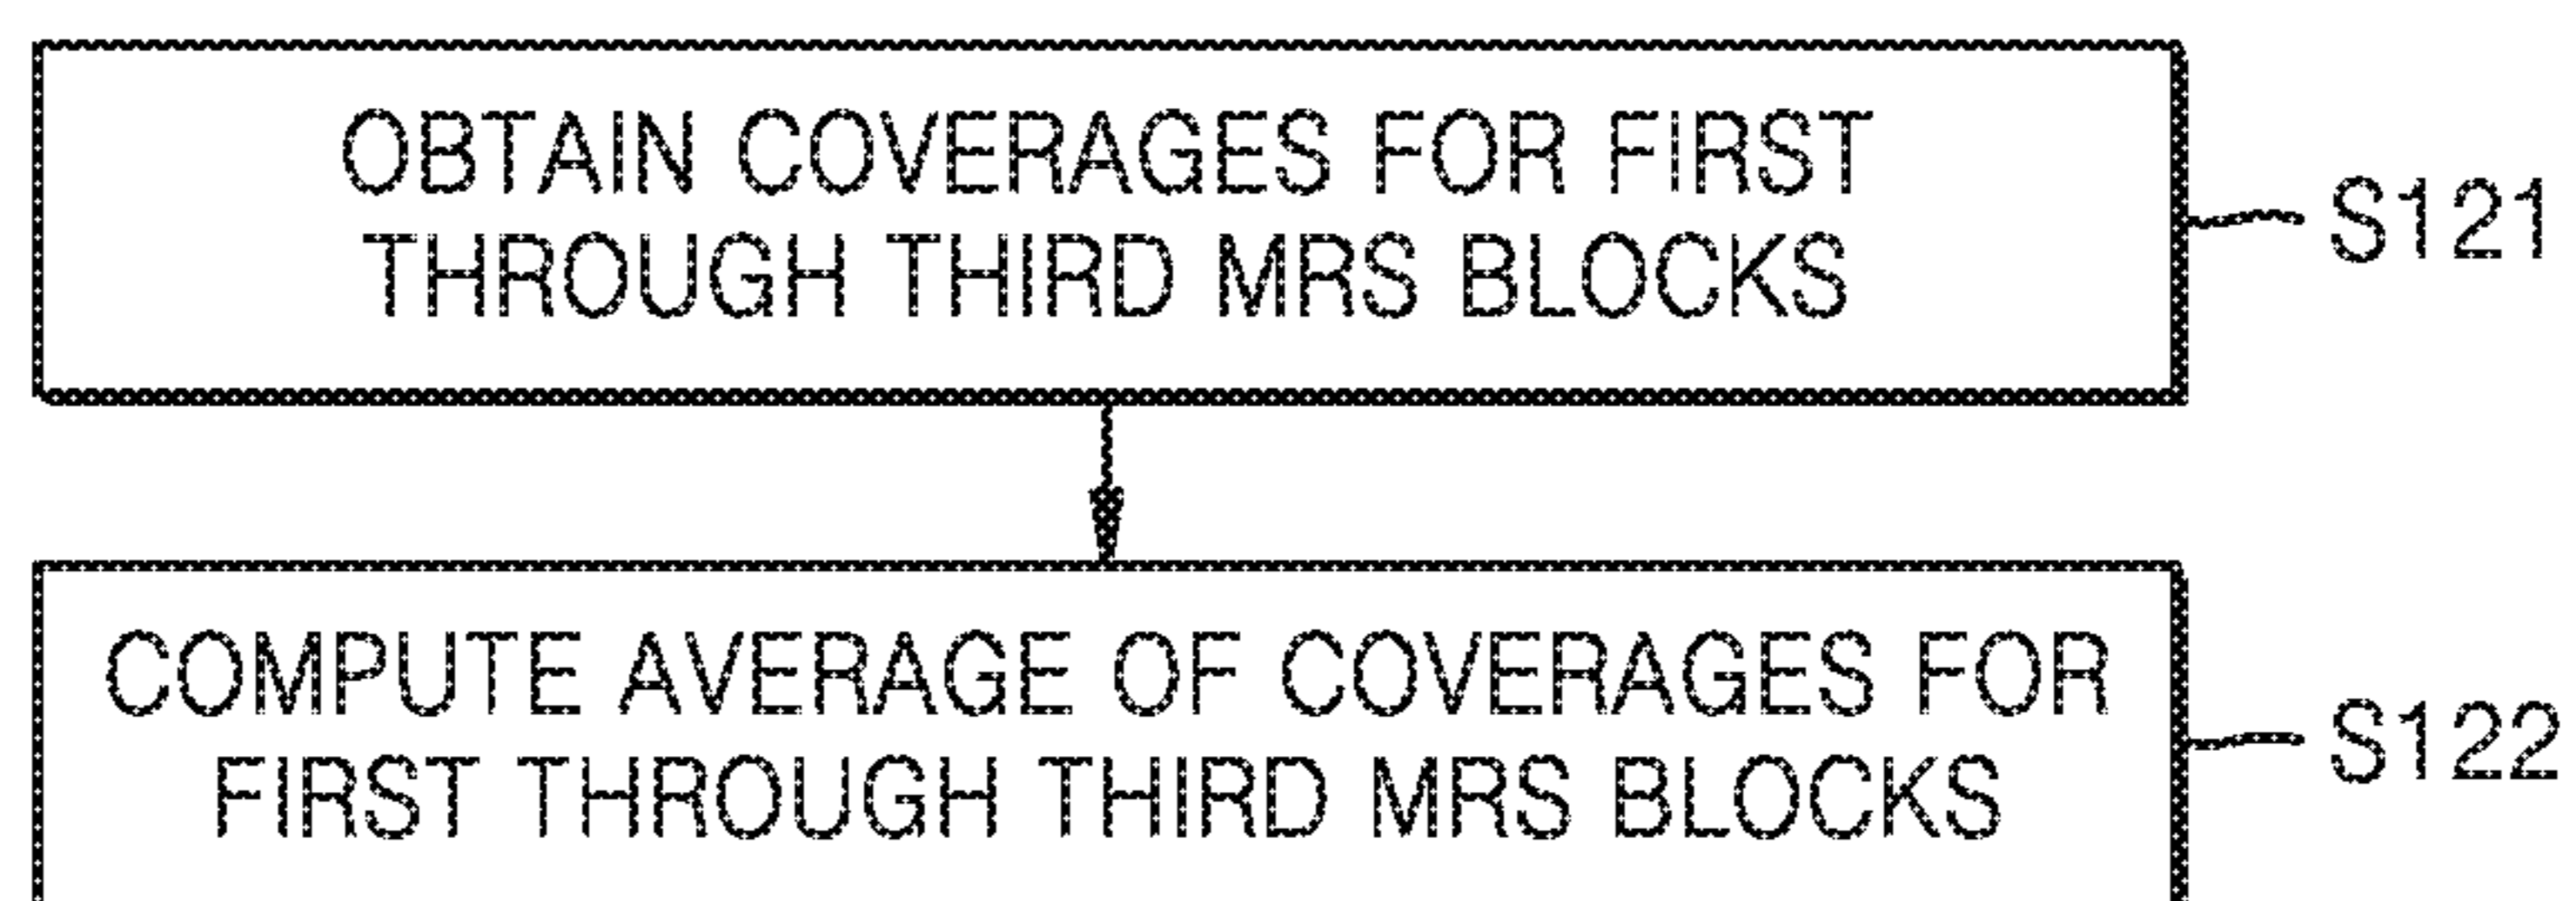 OBTAIN COVERAGES FOR FIRST
THROUGH THIRD MRS BLOCKS
S121
COMPUTE AVERAGE OF COVERAGES FOR
FIRST THROUGH THIRD MRS BLOCKS
S122